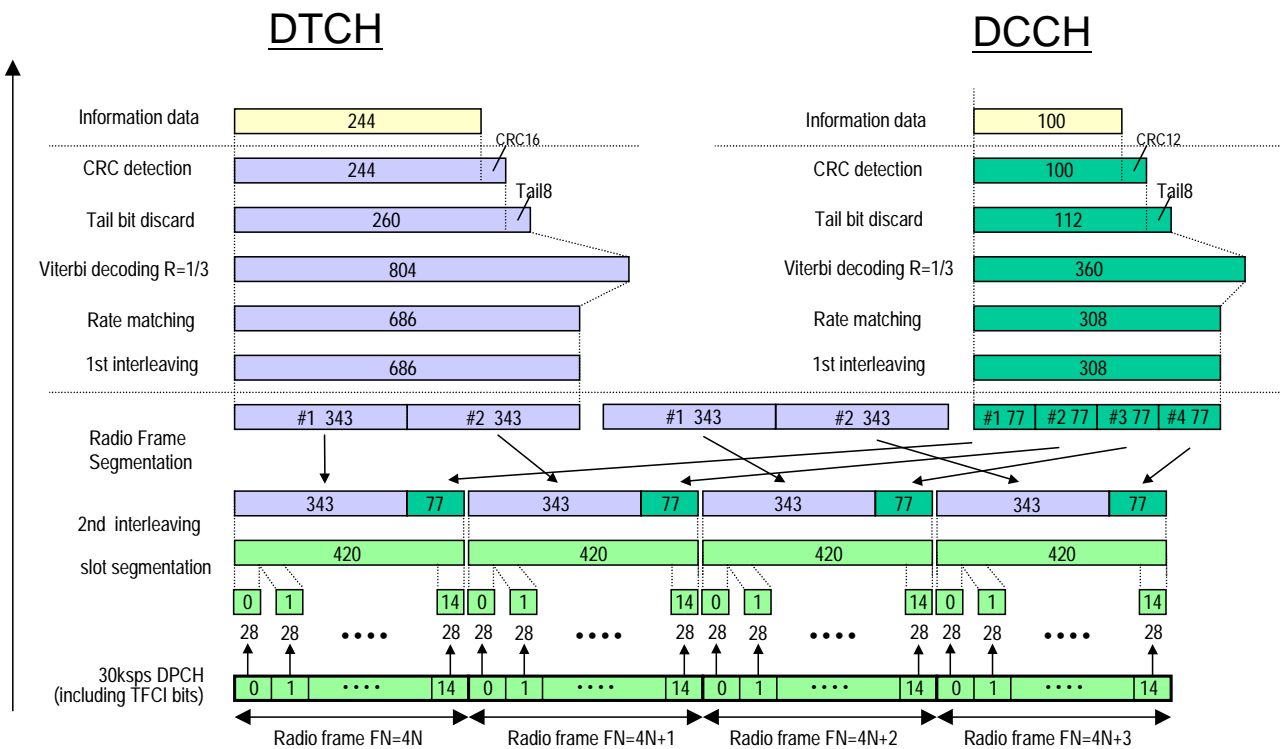 DTCH DCCH
Information data 244 Information data 100
CRC16 CRC12
CRC detection 244 CRC detection 100
Tail8 Tail8
Tail bit discard 260 Tail bit discard 112
Viterbi decoding R=1/3 804 Viterbi decoding R=1/3 360
Rate matching 686 Rate matching 308
1st interleaving 686 1st interleaving 308
#1 343 #2 343 #1 343 #2 343 #1 77 #2 77 #3 77 #4 77
Radio Frame
Segmentation
343 77 343 77 343 77 343 77
2nd interleaving
420 420 420 420
slot segmentation
0 1 14 0 1 14 0 1 14 0 1 14
28 28 •••• 28 28 28 •••• 28 28 28 •••• 28 28 28 •••• 28
30ksps DPCH
(including TFCI bits)
0 1 •••• 14 0 1 •••• 14 0 1 •••• 14 0 1 •••• 14
Radio frame FN=4N Radio frame FN=4N+1 Radio frame FN=4N+2 Radio frame FN=4N+3